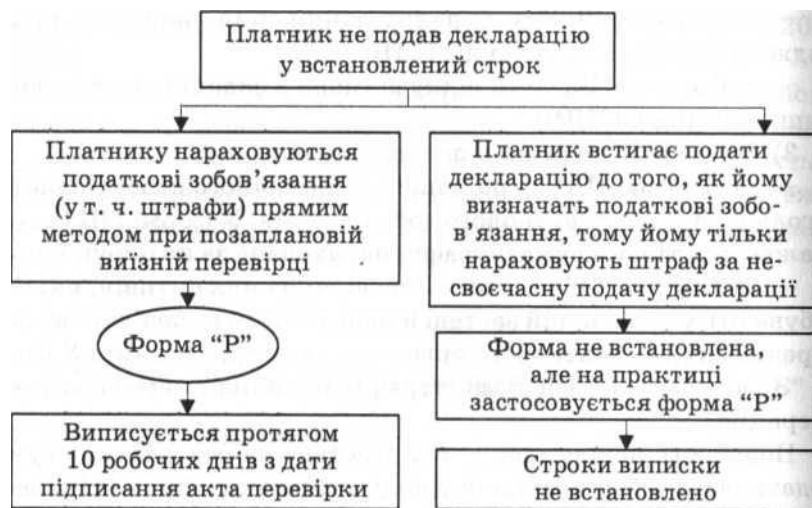 Платник не подав декларацію
у встановлений строк
Платнику нараховуються
податкові зобов’язання
(у т. ч. штрафи) прямим
методом при позаплановій
виїзній перевірці
Форма “Р”
Виписується протягом
10 робочих днів з дати
підписання акта перевірки
Платник встигає подати
декларацію до того, як йому
визначать податкові зобо-
в’язання, тому йому тільки
нараховують штраф за не-
своєчасну подачу декларації
Форма не встановлена,
але на практиці
застосовується форма “Р”
Строки виписки
не встановлено